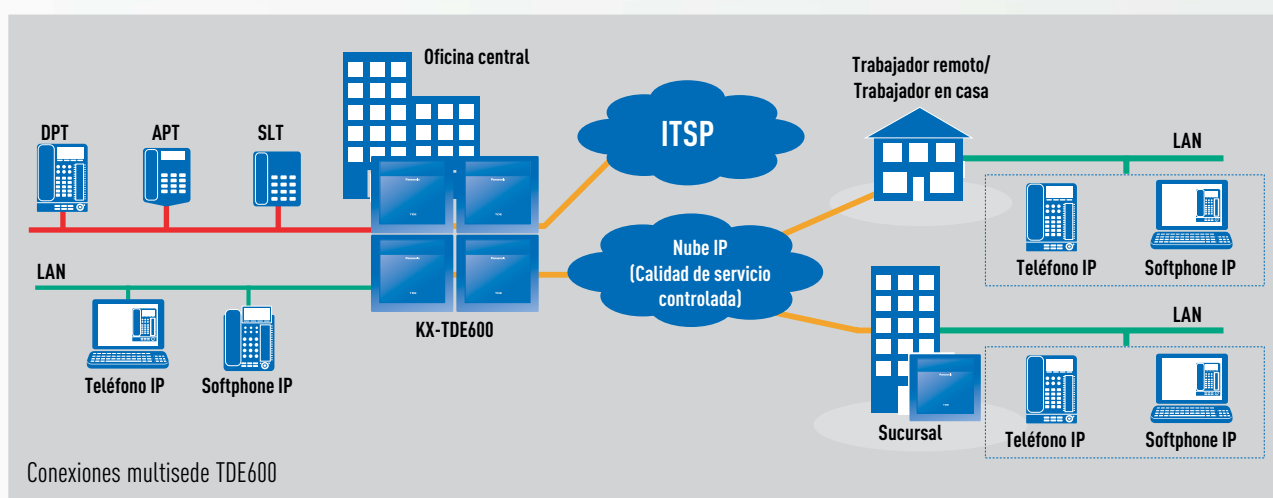 Oficina central
Trabajador remoto/
Trabajador en casa
DPT
APT
SLT
ITSP
LAN
Teléfono IP
Softphone IP
LAN
Teléfono IP
Softphone IP
KX-TDE600
Nube IP
(Calidad de servicio
controlada)
LAN
Sucursal
Teléfono IP
Softphone IP
Conexiones multisede TDE600